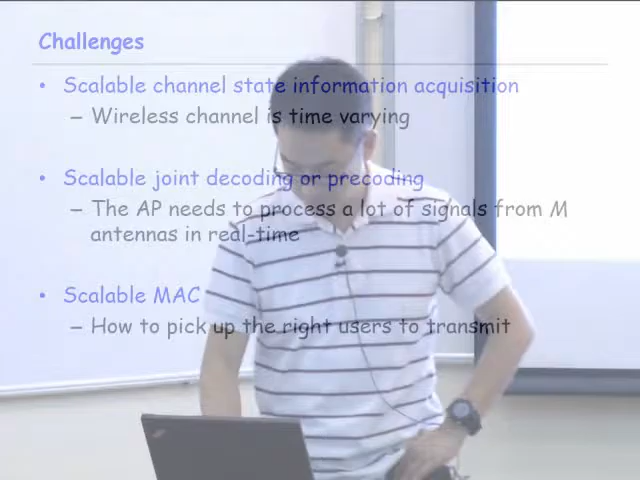 Challenges
• Scalable channel state information acquisition
– Wireless channel is time varying
• Scalable joint decoding or precoding
– The AP needs to process a lot of signals from M
antennas in real-time
• Scalable MAC
– How to pick up the right users to transmit